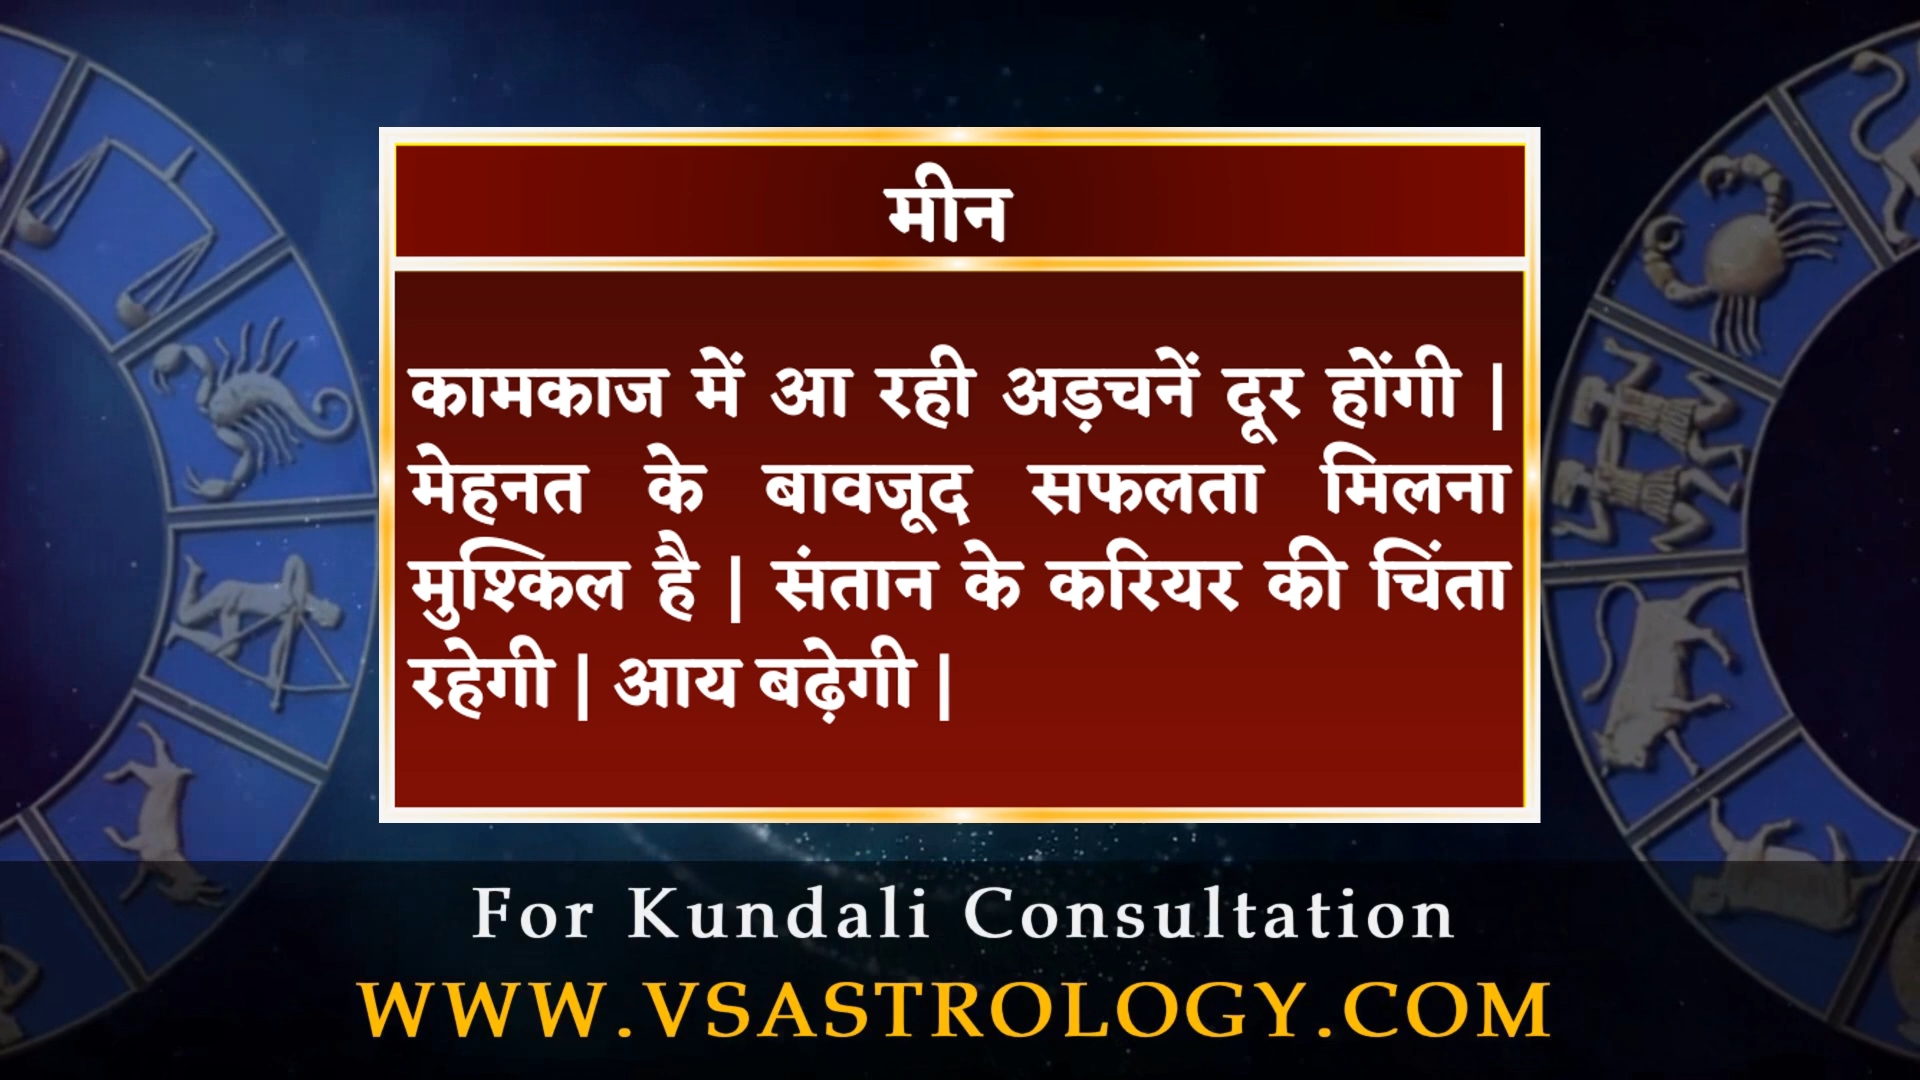 मीन
कामकाज में आ रही अड़चनें दूर होंगी |
मेहनत के बावजूद सफलता मिलना
मुश्किल है | संतान के करियर की चिंता
रहेगी | आय बढ़ेगी |
For Kundali Consultation
WWW.VSASTROLOGY.COM